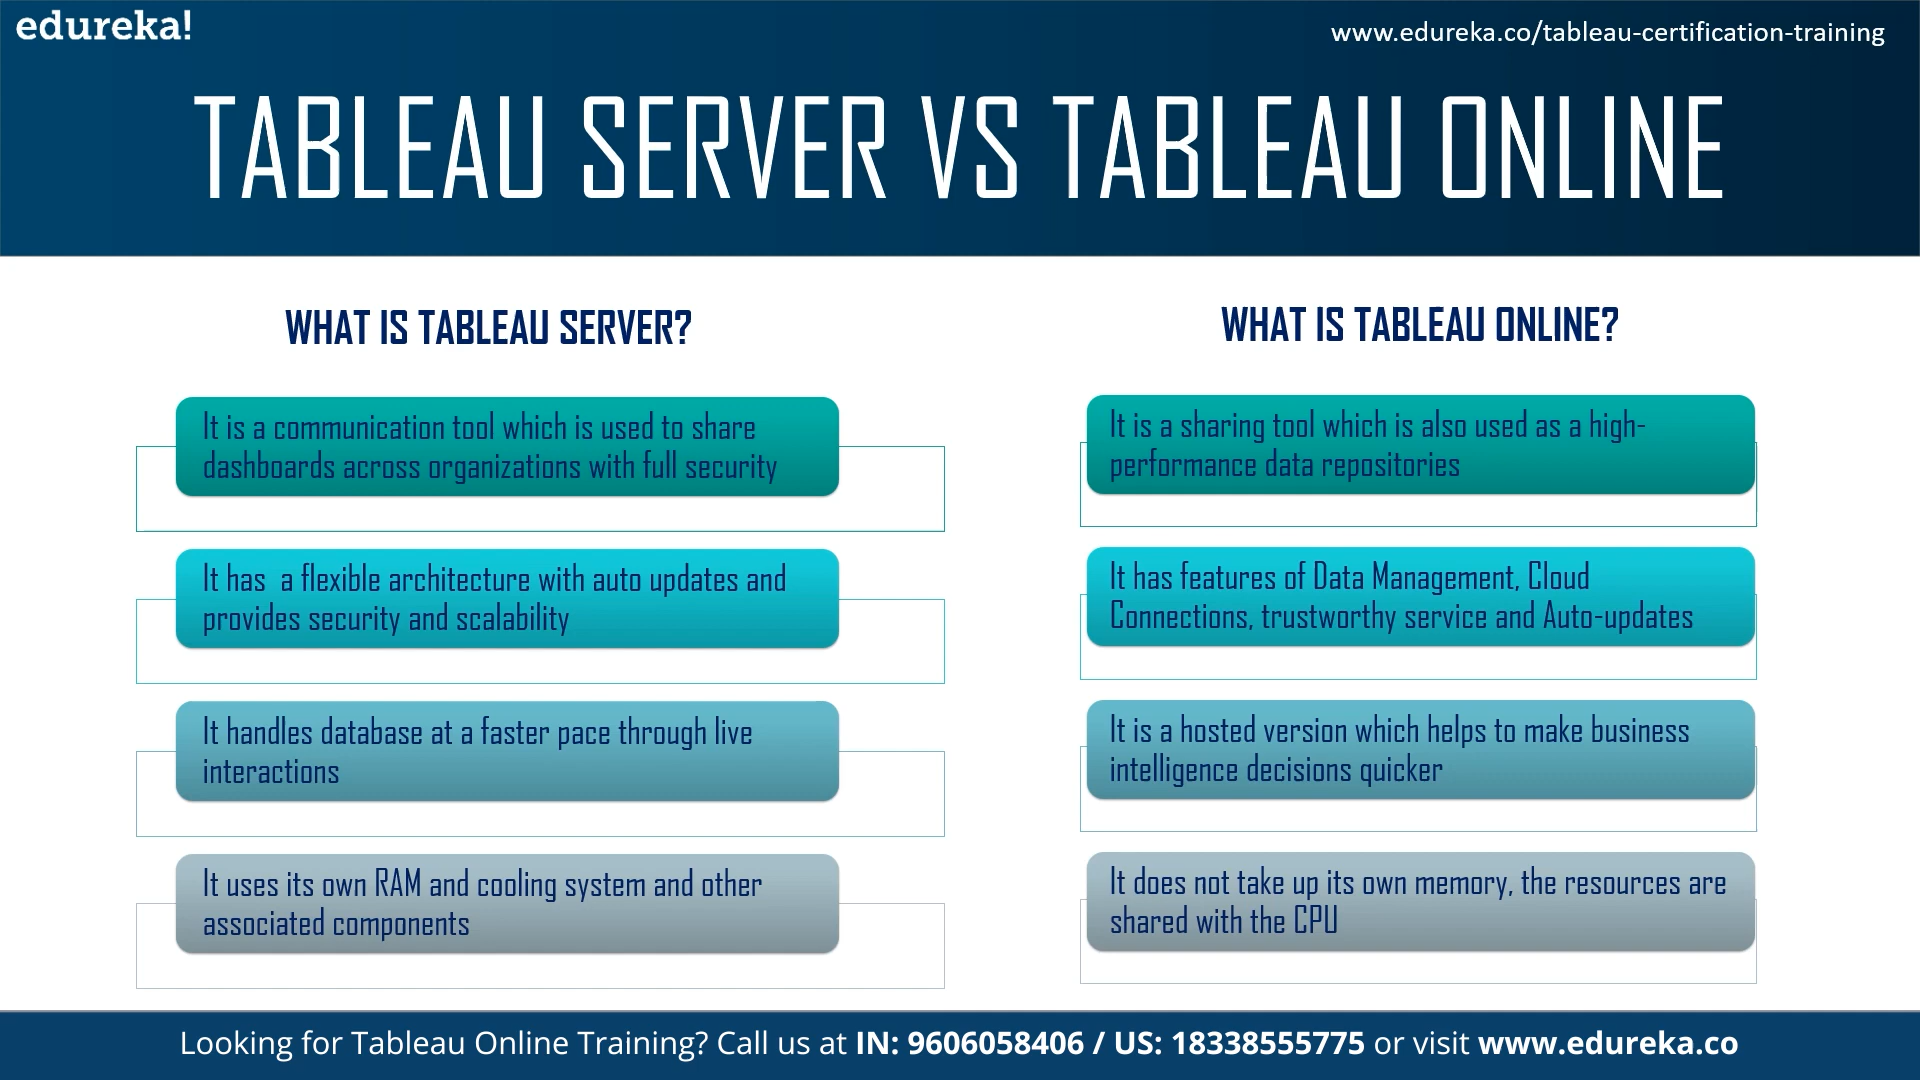 edureka!
www.edureka.co/tableau-certification-training
TABLEAU SERVER VS TABLEAU ONLINE
WHAT IS TABLEAU SERVER?
It is a communication tool which is used to share
dashboards across organizations with full security
It has a flexible architecture with auto updates and
provides security and scalability
It handles database at a faster pace through live
interactions
It uses its own RAM and cooling system and other
associated components
WHAT IS TABLEAU ONLINE?
It is a sharing tool which is also used as a high-
performance data repositories
It has features of Data Management, Cloud
Connections, trustworthy service and Auto-updates
It is a hosted version which helps to make business
intelligence decisions quicker
It does not take up its own memory, the resources are
shared with the CPU
Looking for Tableau Online Training? Call us at IN: 9606058406 / US: 18338555775 or visit www.edureka.co